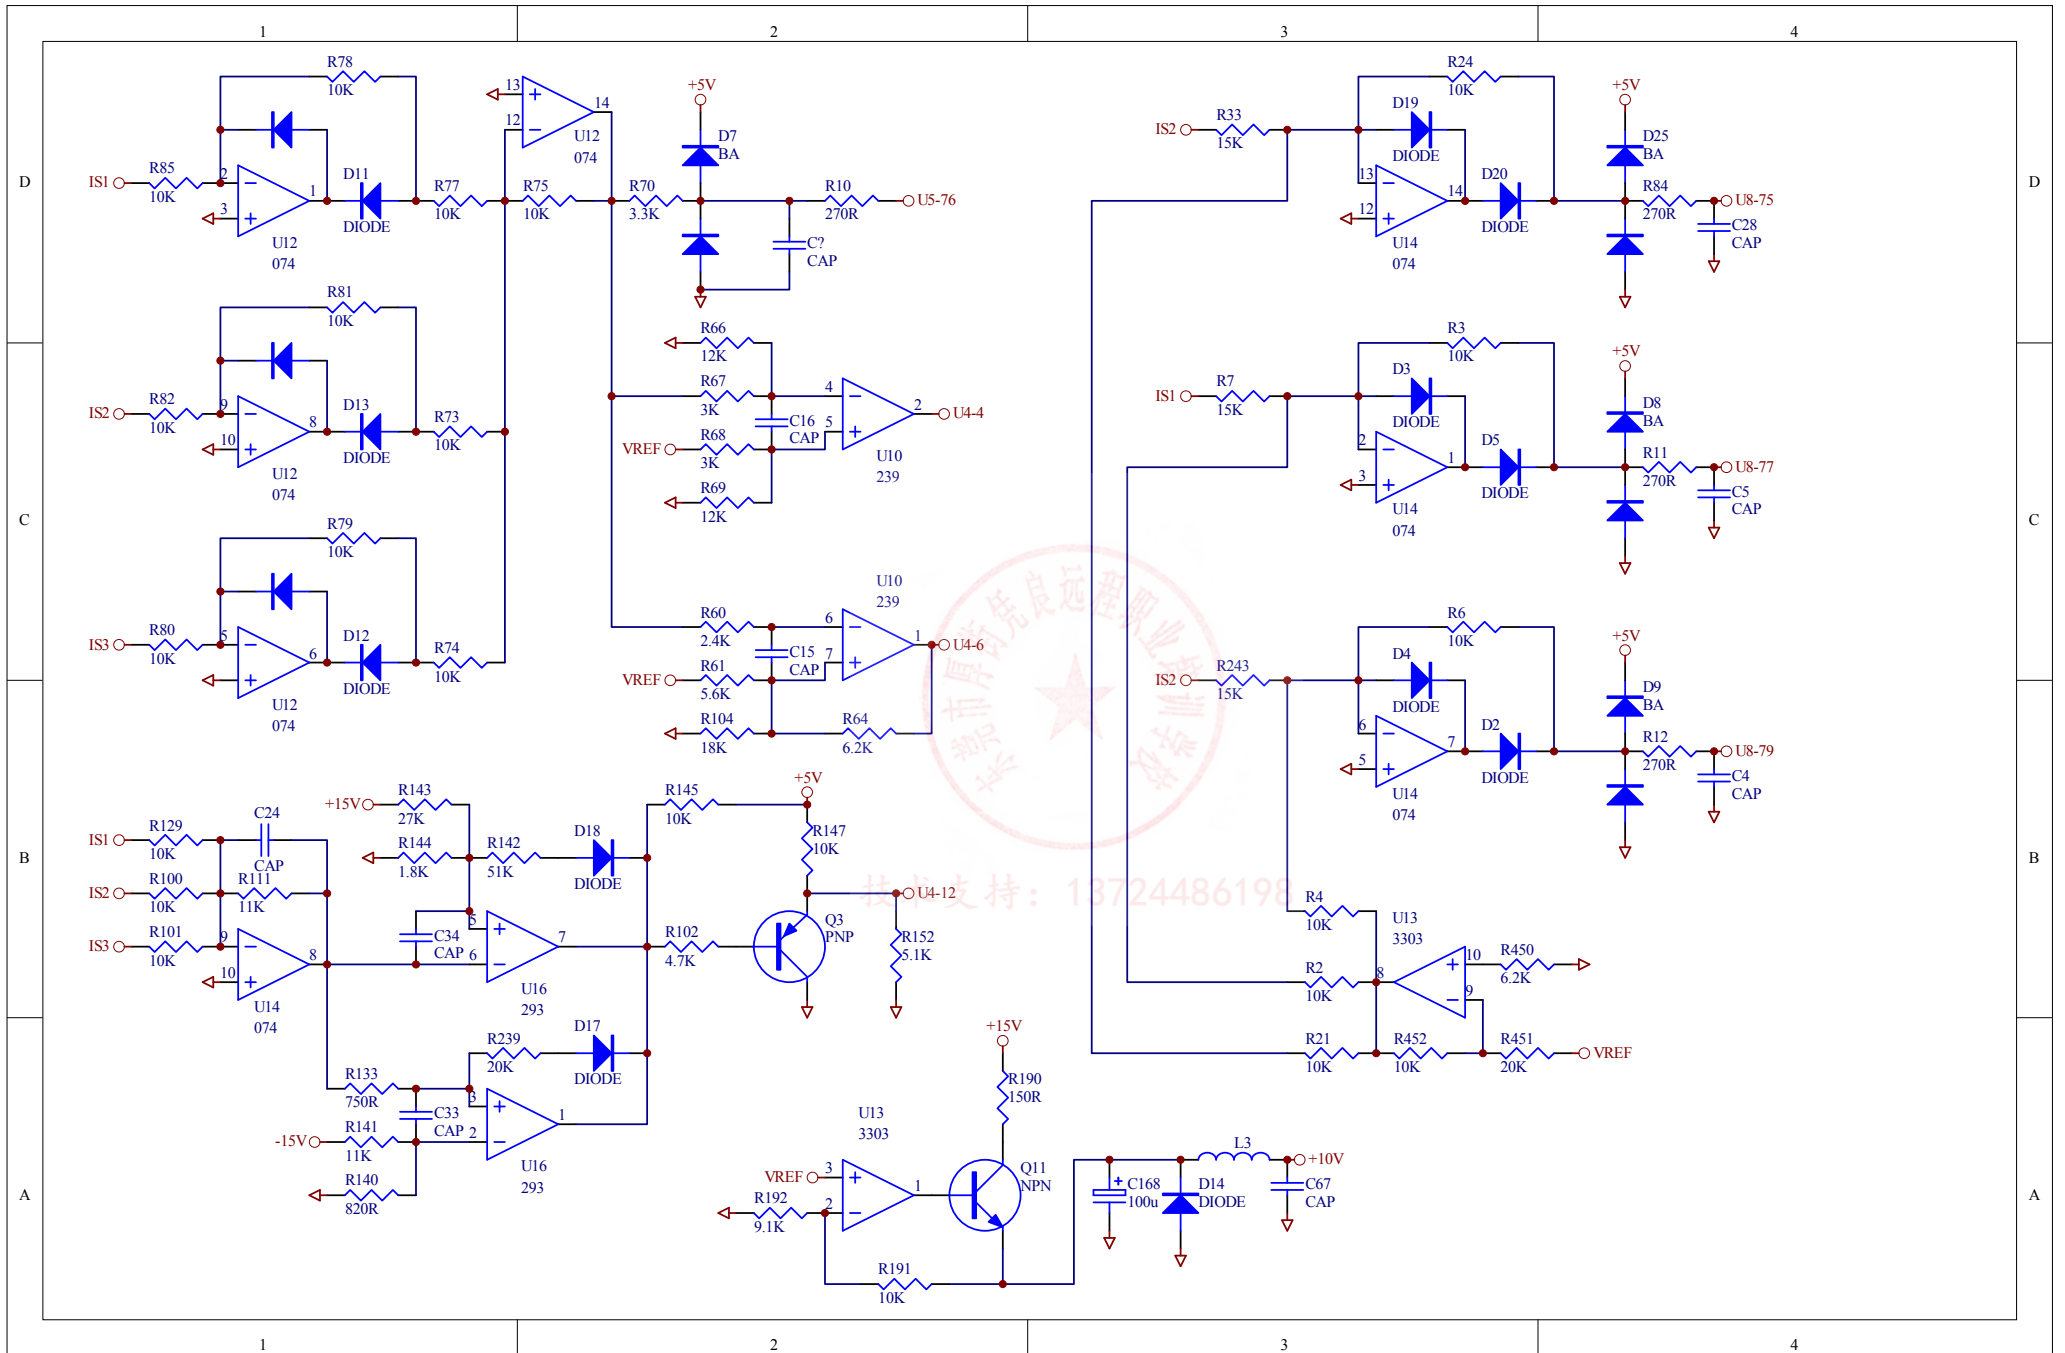 1
2
3
4
D
D
C
C
B
B
A
A
1
2
3
4
R78
10K
R85
10K
IS1
2
3
1
D11
DIODE
U12
074
R77
10K
R75
10K
13
12
14
U12
074
+5V
D7
BA
R70
3.3K
R10
270R
U5-76
C?
CAP
R81
10K
IS2
R82
10K
9
10
8
D13
DIODE
U12
074
R73
10K
R66
12K
R67
3K
C16
CAP
VREF
R68
3K
R69
12K
4
5
2
U4-4
U10
239
R79
10K
IS3
R80
10K
5
6
D12
DIODE
U12
074
R74
10K
U10
239
R60
2.4K
C15
CAP
VREF
R61
5.6K
R104
18K
R64
6.2K
6
7
1
U4-6
IS1
R129
10K
C24
CAP
IS2
R100
10K
R111
11K
IS3
R101
10K
9
10
8
U14
074
+15V
R143
27K
R144
1.8K
R142
51K
D18
DIODE
C34
CAP
5
6
7
U16
293
R145
10K
+5V
R147
10K
U4-12
R102
4.7K
Q3
PNP
R152
5.1K
R239
20K
D17
DIODE
R133
750R
C33
CAP
-15V
R141
11K
R140
820R
3
2
1
U16
293
+15V
R190
150R
U13
3303
VREF
3
2
1
R192
9.1K
Q11
NPN
R191
10K
C168
+
100u
D14
DIODE
L3
+10V
C67
CAP
IS2
R33
15K
R24
10K
D19
DIODE
13
12
14
D20
DIODE
U14
074
+5V
D25
BA
R84
270R
U8-75
C28
CAP
IS1
R7
15K
R3
10K
D3
DIODE
2
3
1
D5
DIODE
U14
074
+5V
D8
BA
R11
270R
U8-77
C5
CAP
IS2
R243
15K
R6
10K
D4
DIODE
6
5
7
D2
DIODE
U14
074
+5V
D9
BA
R12
270R
U8-79
C4
CAP
R4
10K
U13
3303
R2
10K
8
10
9
R450
6.2K
R21
10K
R452
10K
R451
20K
VREF
技术支持：13724486198